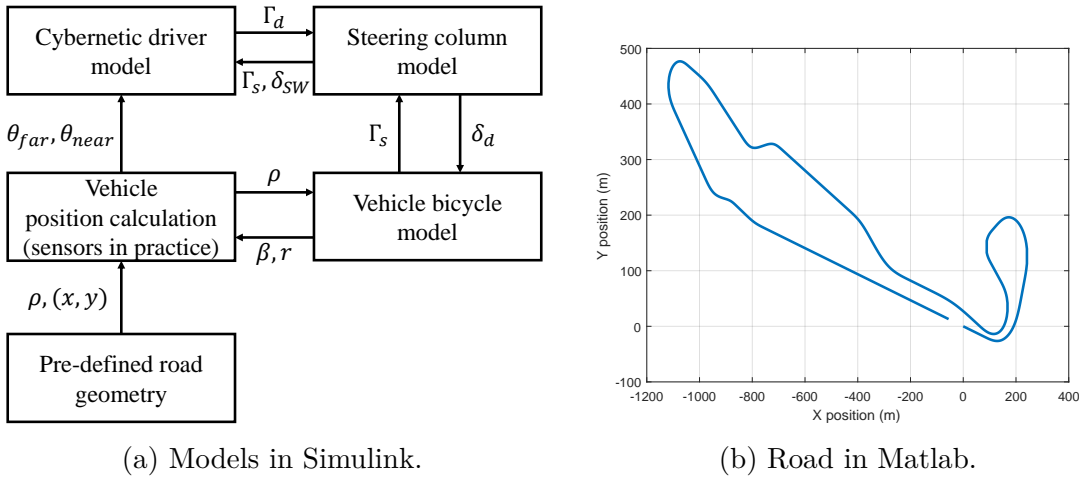 Cybernetic driver
model
Γ_d
Γ_s, δ_SW
Steering column
model
θ_far, θ_near
Γ_s
δ_d
Vehicle
position calculation
(sensors in practice)
ρ
β, r
Vehicle bicycle
model
ρ, (x, y)
Pre-defined road
geometry
(a) Models in Simulink.
500
400
300
200
100
0
-100
Y position (m)
-1200 -1000 -800 -600 -400 -200 0 200 400
X position (m)
(b) Road in Matlab.